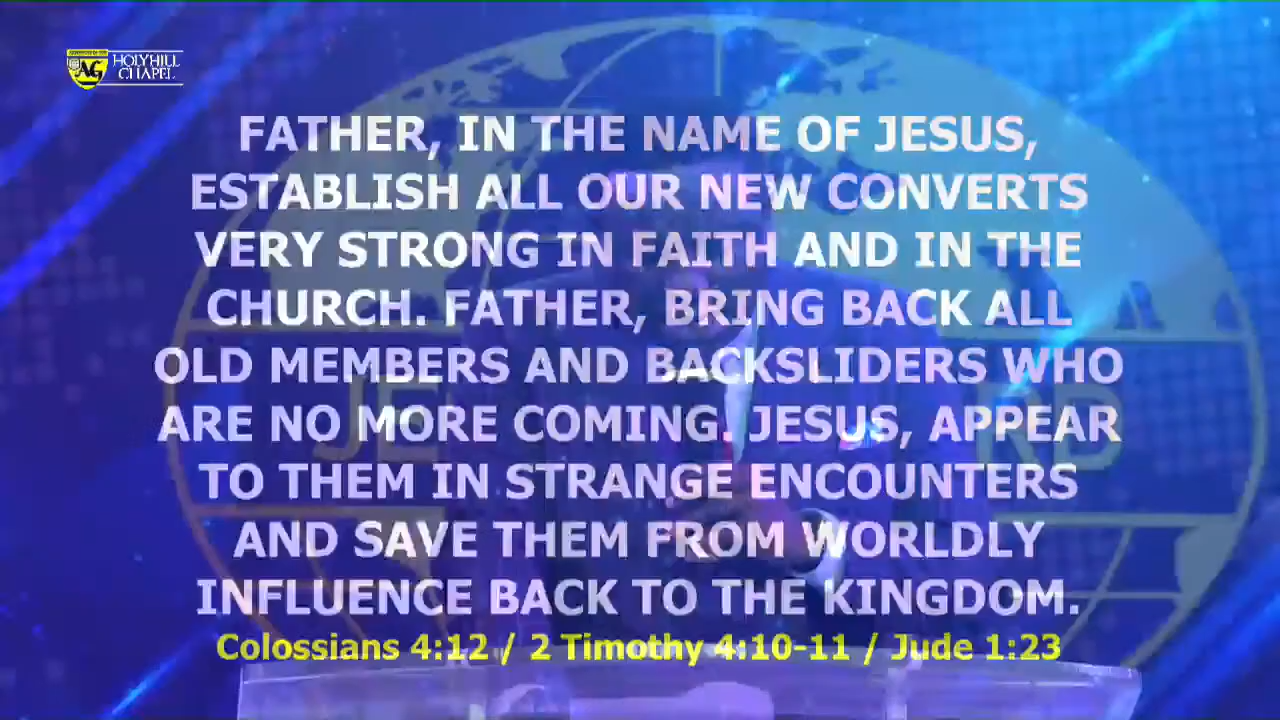 AG
HOLYHILL
CHAPEL
FATHER, IN THE NAME OF JESUS,
ESTABLISH ALL OUR NEW CONVERTS
VERY STRONG IN FAITH AND IN THE
CHURCH. FATHER, BRING BACK ALL
OLD MEMBERS AND BACKSLIDERS WHO
ARE NO MORE COMING. JESUS, APPEAR
TO THEM IN STRANGE ENCOUNTERS
AND SAVE THEM FROM WORLDLY
INFLUENCE BACK TO THE KINGDOM.
Colossians 4:12 / 2 Timothy 4:10-11 / Jude 1:23
JE
RD